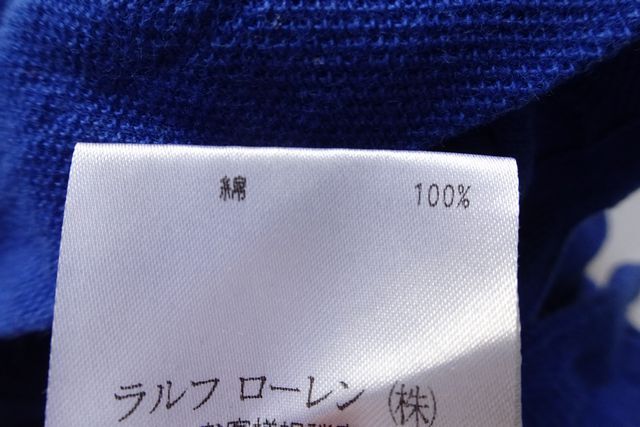 綿 100%
ラルフ ローレン (株)